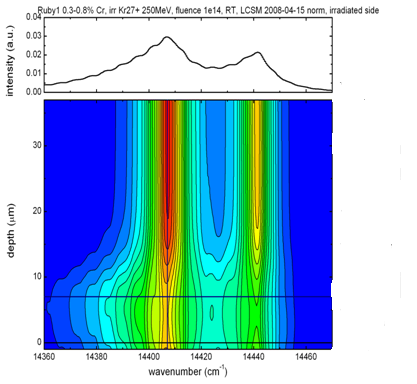 Ruby1 0.3-0.8% Cr, irr Kr27+ 250MeV, fluence 1e14, RT, LCSM 2008-04-15 norm, irradiated side
intensity (a.u.)
0.04
0.03
0.02
0.01
0.00
depth (μm)
30
20
10
0
14360 14380 14400 14420 14440 14460
wavenumber (cm⁻¹)